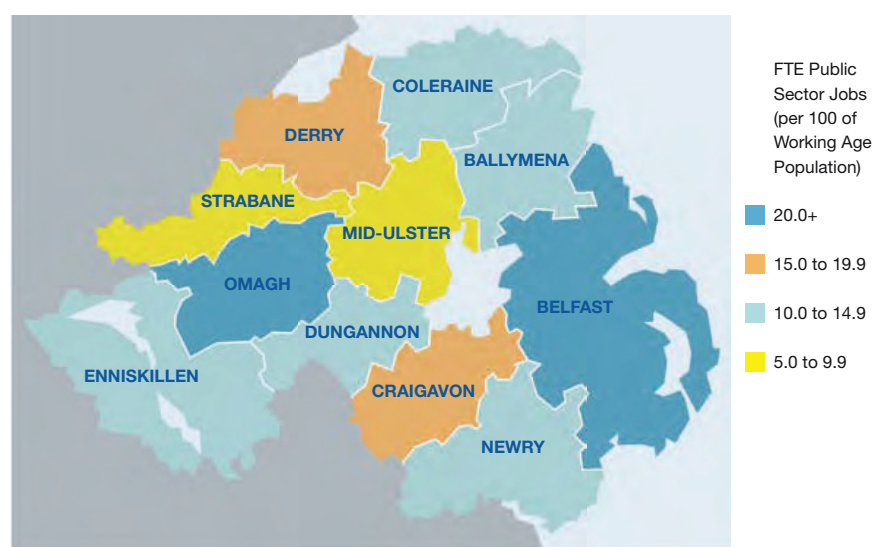 COLERAINE
DERRY
BALLYMENA
STRABANE
MID-ULSTER
OMAGH
BELFAST
DUNGANNON
ENNISKILLEN
CRAIGAVON
NEWRY
FTE Public
Sector Jobs
(per 100 of
Working Age
Population)
20.0+
15.0 to 19.9
10.0 to 14.9
5.0 to 9.9